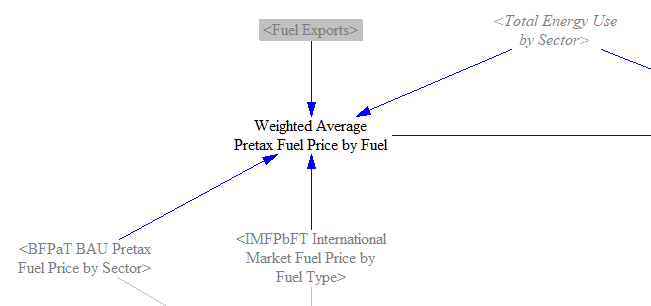 <Fuel Exports>
<Total Energy Use
by Sector>
Weighted Average
Pretax Fuel Price by Fuel
<BFPaT BAU Pretax
Fuel Price by Sector>
<IMFPbFT International
Market Fuel Price by
Fuel Type>